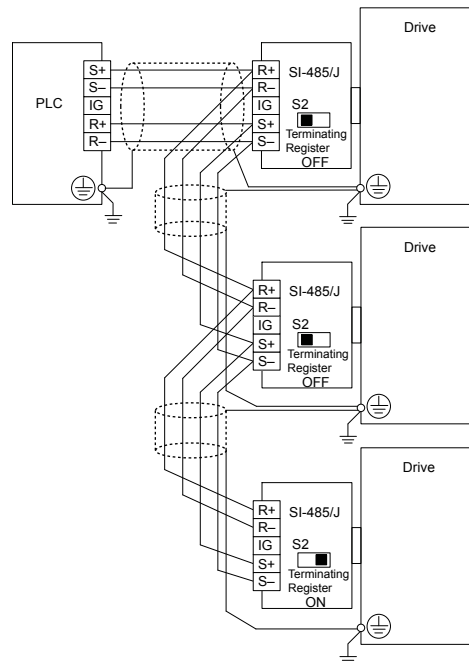 Drive
PLC
S+
S–
IG
R+
R–
R+
R–
IG
S+
S–
SI-485/J
S2
Terminating
Register
OFF
Drive
R+
R–
IG
S+
S–
SI-485/J
S2
Terminating
Register
OFF
Drive
R+
R–
IG
S+
S–
SI-485/J
S2
Terminating
Register
ON